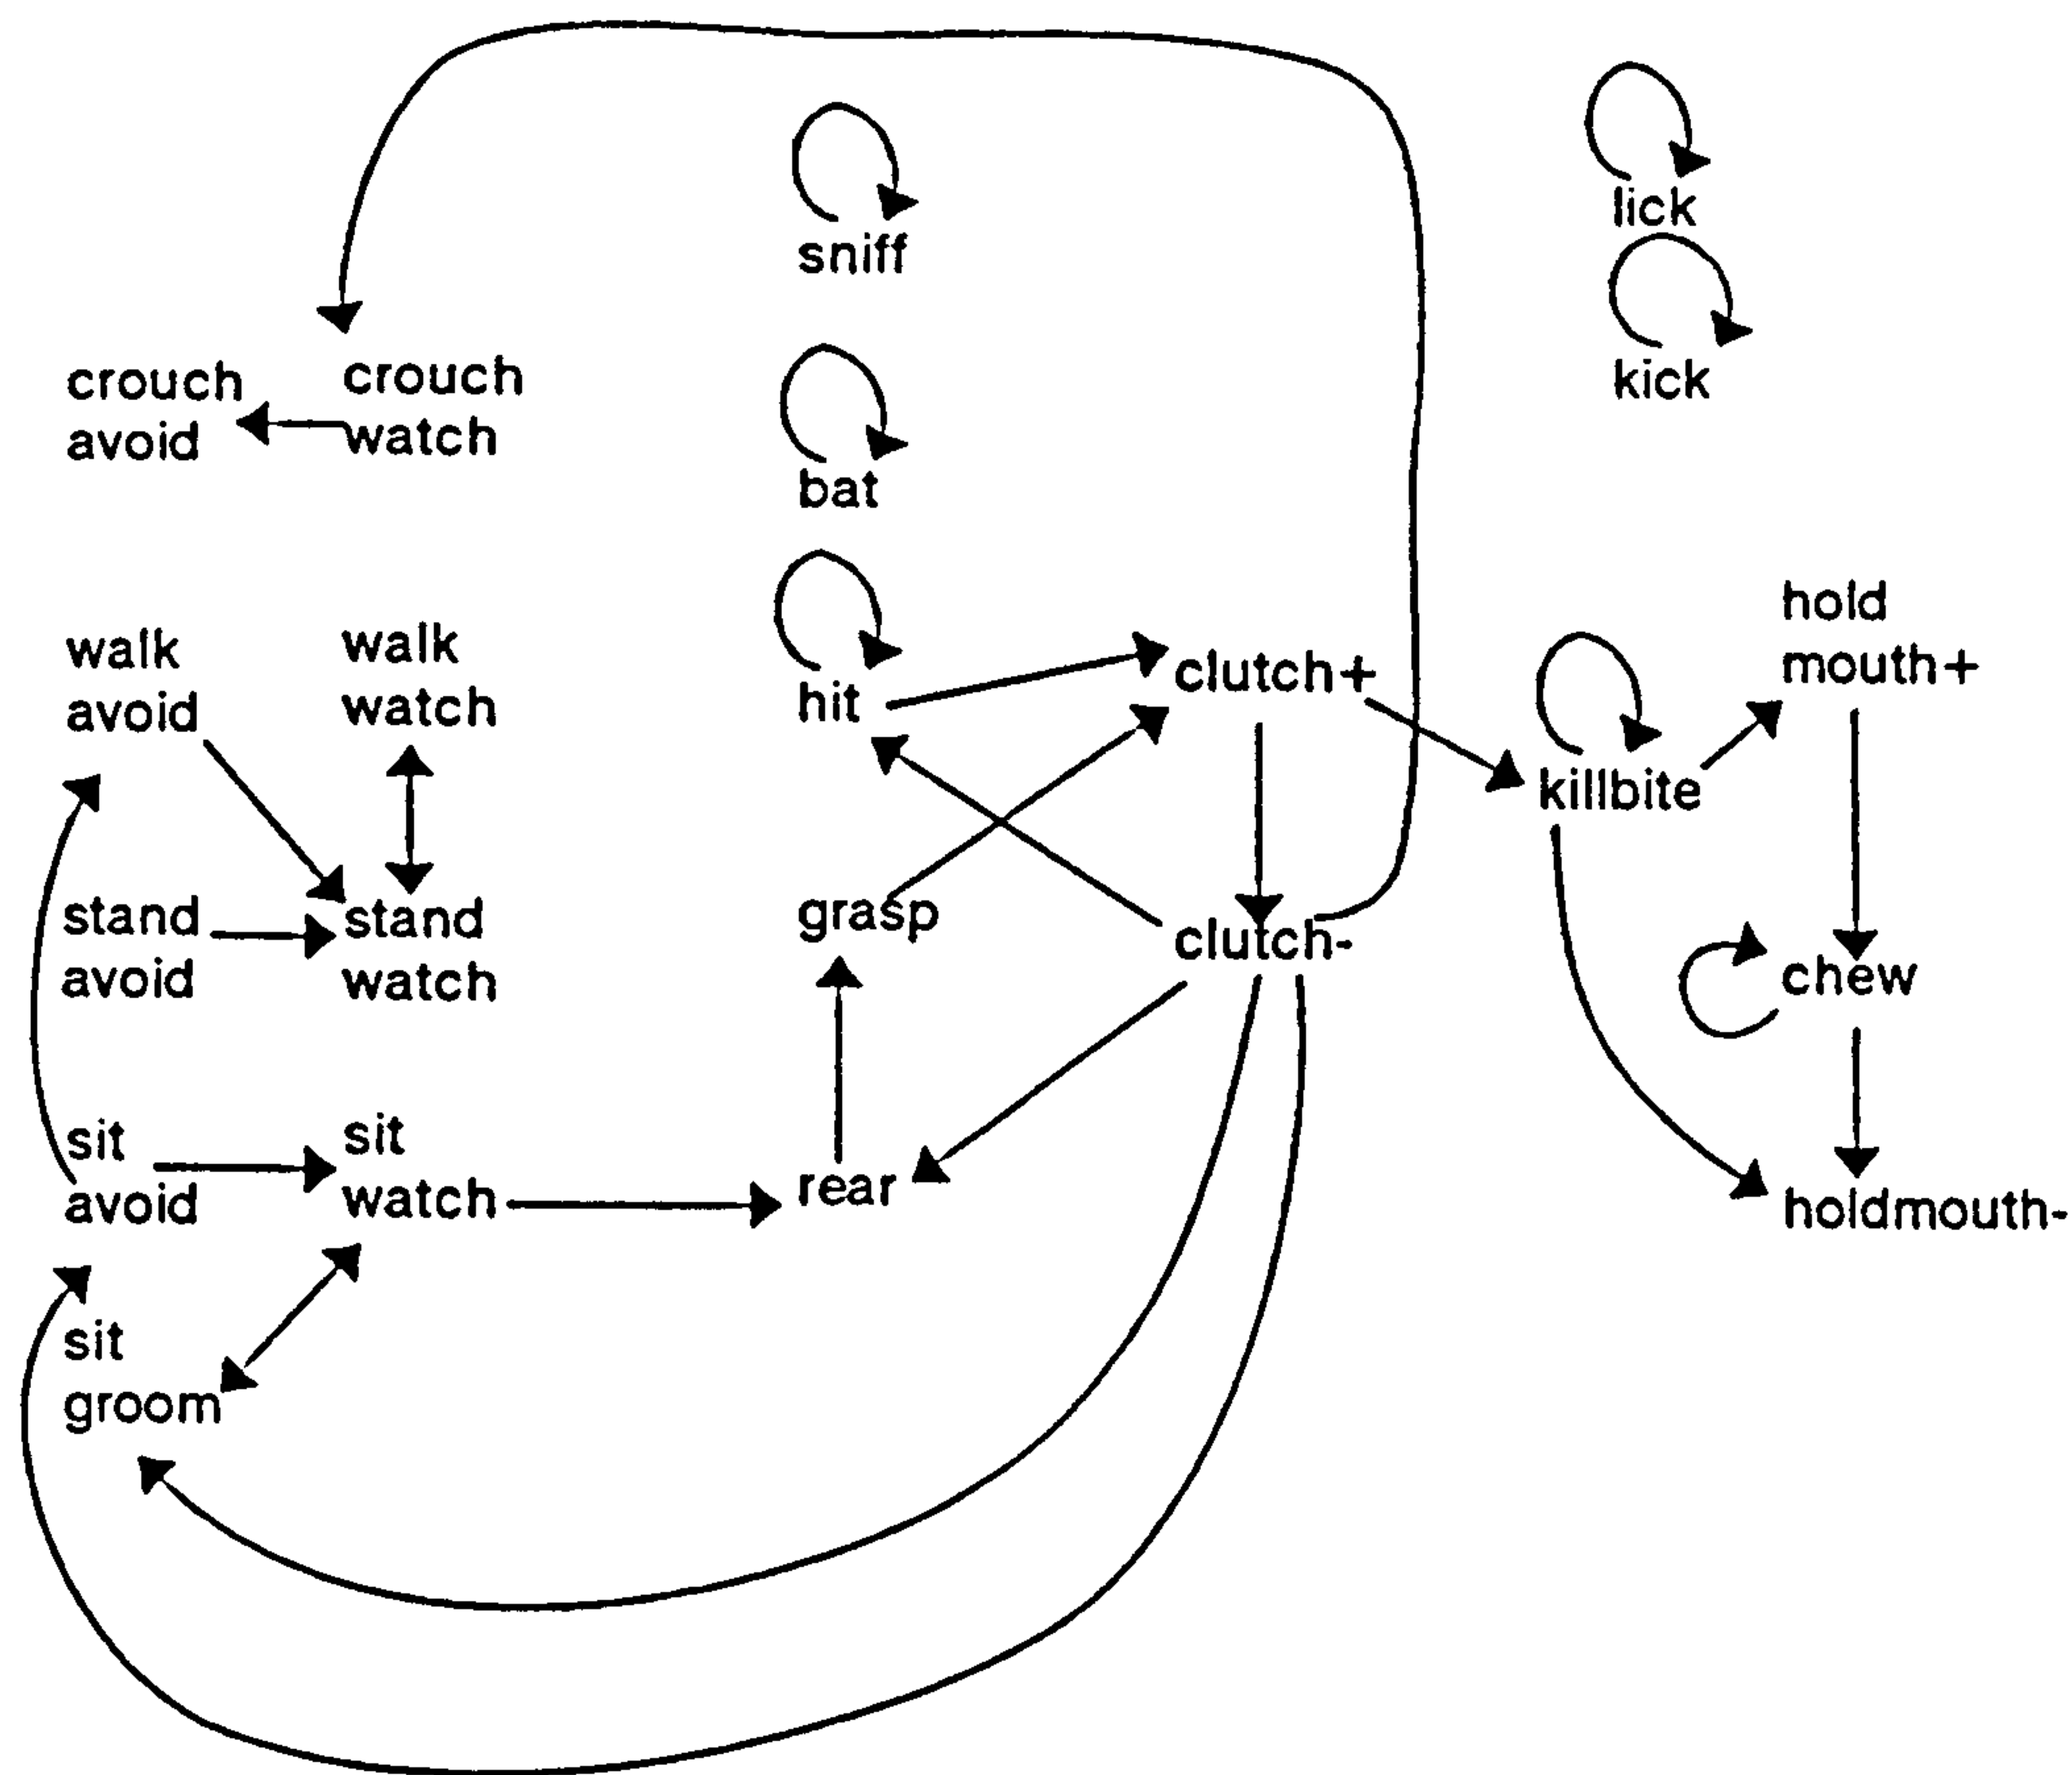 lick
sniff
kick
crouch
avoid
crouch
watch
bat
hold
mouth+
walk
avoid
walk
watch
hit
clutch+
killbite
stand
avoid
stand
watch
grasp
clutch-
chew
sit
avoid
sit
watch
rear
holdmouth-
sit
groom